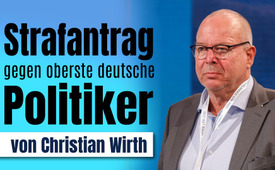 Strafantrag
gegen oberste deutsche
Politiker
von Christian Wirth